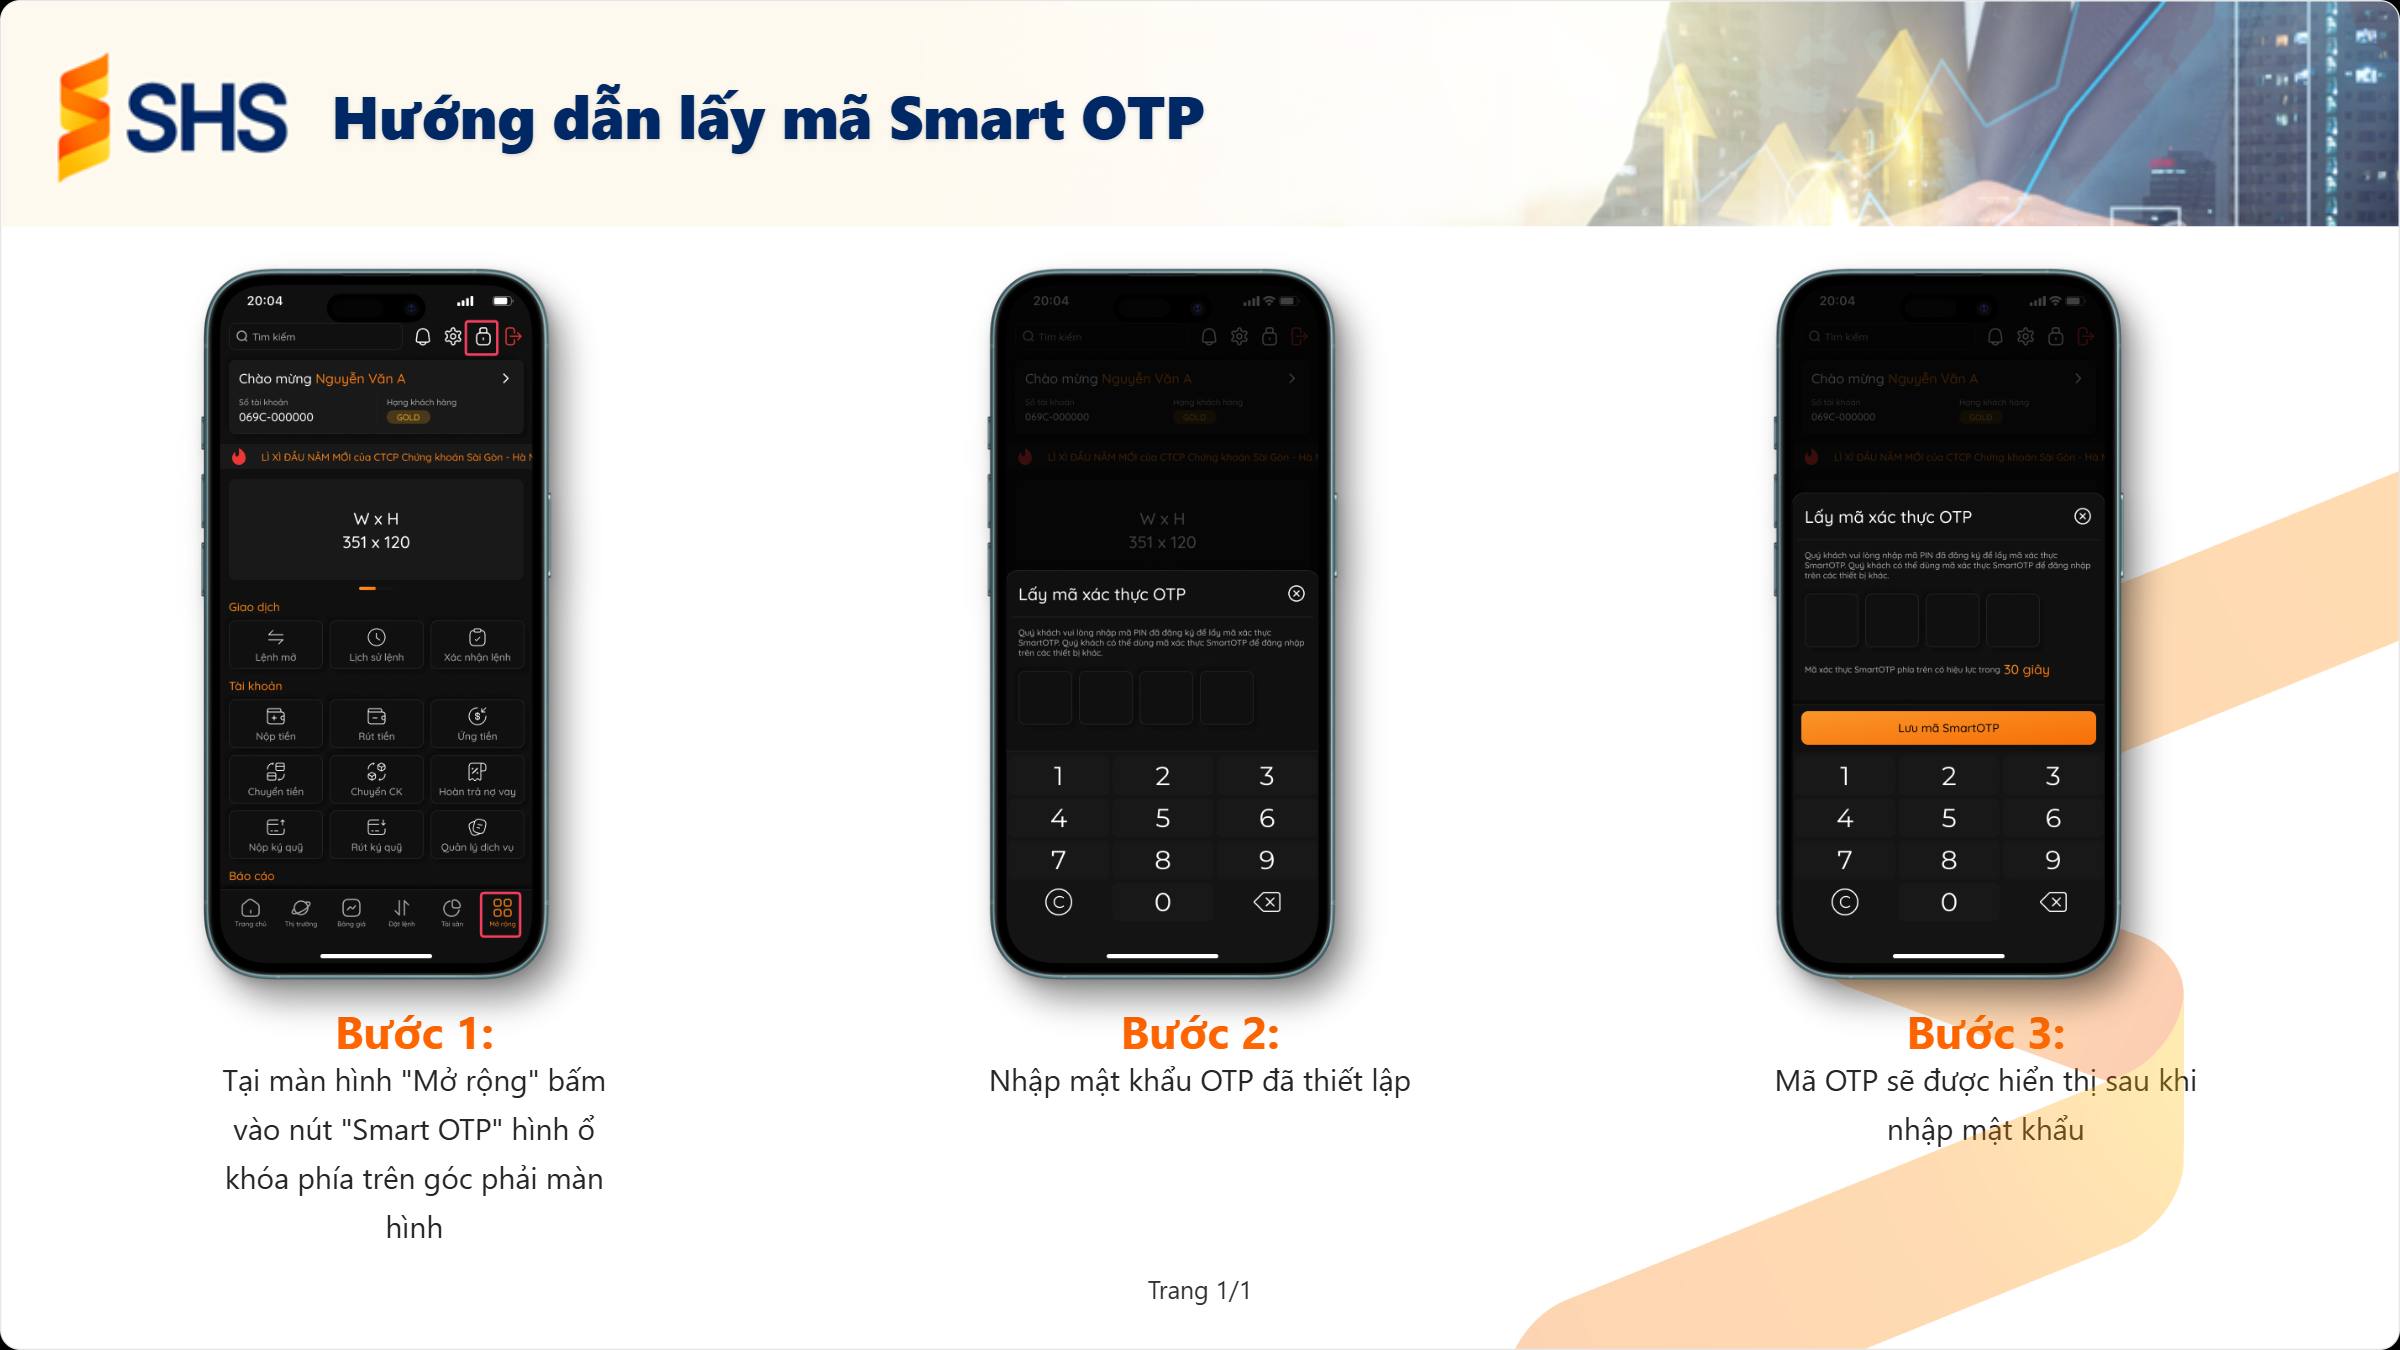 SHS
Hướng dẫn lấy mã Smart OTP
20:04
Tìm kiếm
Chào mừng Nguyễn Văn A
Số tài khoản
Hạng khách hàng
069C-000000
GOLD
LÌ XÌ ĐẦU NĂM MỚI của CTCP Chứng khoán Sài Gòn - Hà N
W x H
351 x 120
Giao dịch
Lệnh mở
Lịch sử lệnh
Xác nhận lệnh
Tài khoản
Nộp tiền
Rút tiền
Ứng tiền
Chuyển tiền
Chuyển CK
Hoàn trả nợ vay
Nộp ký quỹ
Rút ký quỹ
Quản lý dịch vụ
Báo cáo
Trang chủ
Thị trường
Bảng giá
Đặt lệnh
Tài sản
Mở rộng
Bước 1:
Tại màn hình "Mở rộng" bấm
vào nút "Smart OTP" hình ổ
khóa phía trên góc phải màn
hình
20:04
Tìm kiếm
Chào mừng Nguyễn Văn A
Số tài khoản
Hạng khách hàng
069C-000000
GOLD
LÌ XÌ ĐẦU NĂM MỚI của CTCP Chứng khoán Sài Gòn - Hà N
W x H
351 x 120
Lấy mã xác thực OTP
Quý khách vui lòng nhập mã PIN đã đăng ký để lấy mã xác thực
SmartOTP. Quý khách có thể dùng mã xác thực SmartOTP để đăng nhập
trên các thiết bị khác.
1 2 3
4 5 6
7 8 9
C 0
Bước 2:
Nhập mật khẩu OTP đã thiết lập
20:04
Tìm kiếm
Chào mừng Nguyễn Văn A
Số tài khoản
Hạng khách hàng
069C-000000
GOLD
LÌ XÌ ĐẦU NĂM MỚI của CTCP Chứng khoán Sài Gòn - Hà N
Lấy mã xác thực OTP
Quý khách vui lòng nhập mã PIN đã đăng ký để lấy mã xác thực
SmartOTP. Quý khách có thể dùng mã xác thực SmartOTP để đăng nhập
trên các thiết bị khác.
Mã xác thực SmartOTP phía trên có hiệu lực trong 30 giây
Lưu mã SmartOTP
1 2 3
4 5 6
7 8 9
C 0
Bước 3:
Mã OTP sẽ được hiển thị sau khi
nhập mật khẩu
Trang 1/1